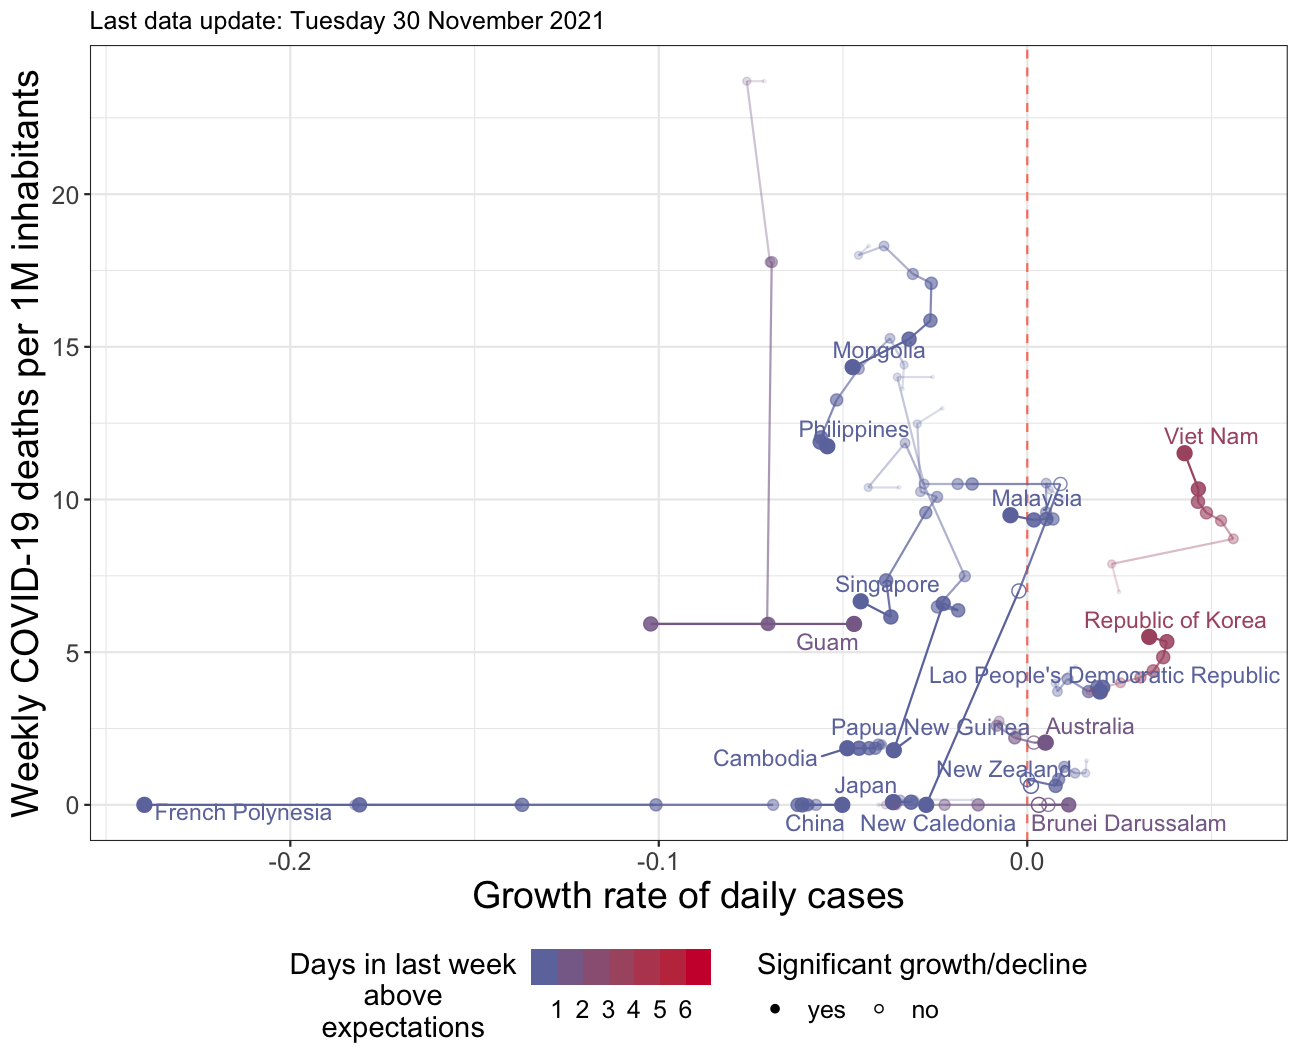 Last data update: Tuesday 30 November 2021
Weekly COVID-19 deaths per 1M inhabitants
20
15
10
5
0
Mongolia
Philippines
Viet Nam
Malaysia
Singapore
Republic of Korea
Guam
Lao People's Democratic Republic
Papua New Guinea
Australia
Cambodia
New Zealand
Japan
French Polynesia
China
New Caledonia
Brunei Darussalam
-0.2
-0.1
0.0
Growth rate of daily cases
Days in last week
above
expectations
1 2 3 4 5 6
Significant growth/decline
yes
no